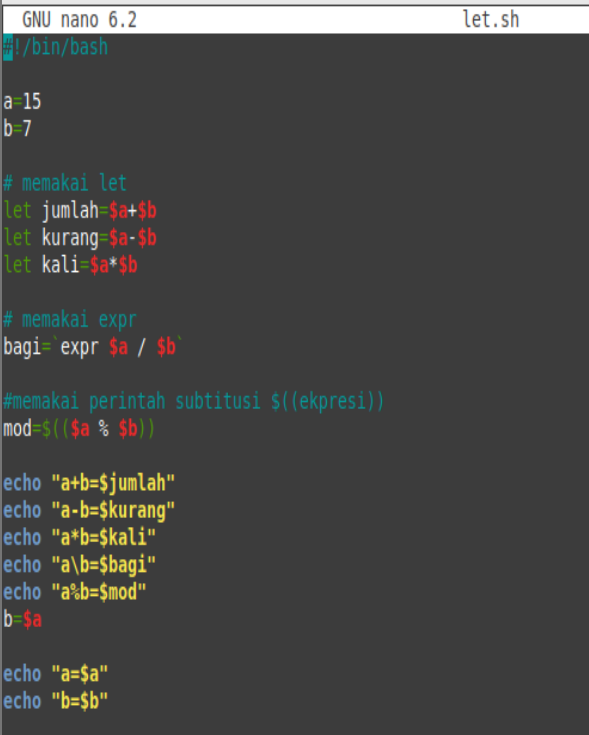 GNU nano 6.2 let.sh
#!/bin/bash
a=15
b=7
# memakai let
let jumlah=$a+$b
let kurang=$a-$b
let kali=$a*$b
# memakai expr
bagi=`expr $a / $b`
#memakai perintah subtitusi $((ekpresi))
mod=$(($a % $b))
echo "a+b=$jumlah"
echo "a-b=$kurang"
echo "a*b=$kali"
echo "a\b=$bagi"
echo "a%b=$mod"
b=$a
echo "a=$a"
echo "b=$b"